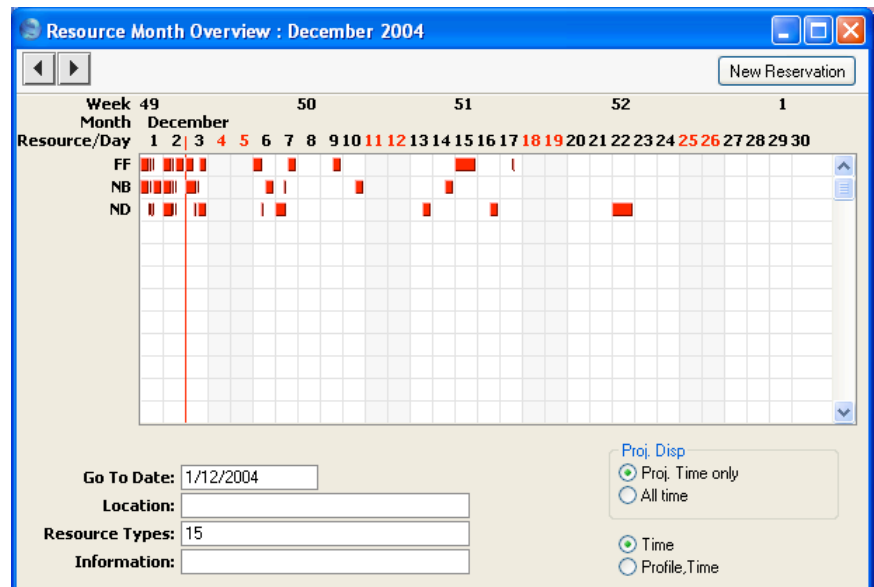 Resource Month Overview : December 2004
New Reservation
Week 49 50 51 52 1
Month December
Resource/Day 1 2 3 4 5 6 7 8 9 10 11 12 13 14 15 16 17 18 19 20 21 22 23 24 25 26 27 28 29 30
FF
NB
ND
Proj. Disp
Go To Date: 1/12/2004 Proj. Time only
Location: All time
Resource Types: 15
Time
Information: Profile,Time